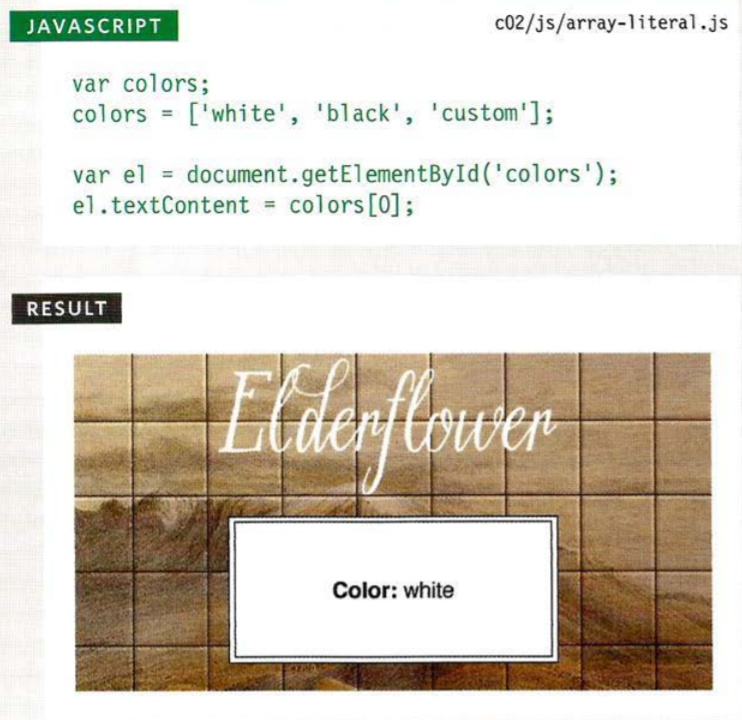 JAVASCRIPT
c02/js/array-literal.js
var colors;
colors = ['white', 'black', 'custom'];
var el = document.getElementById('colors');
el.textContent = colors[0];
RESULT
Elderflower
Color: white